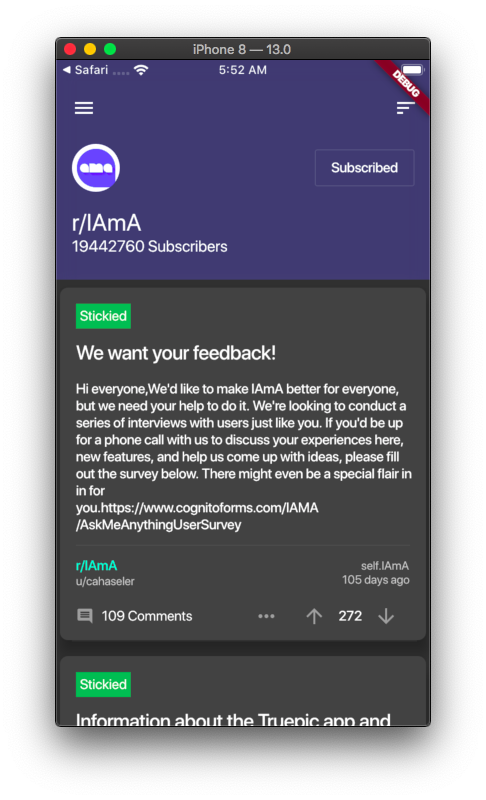 iPhone 8 — 13.0
Safari
5:52 AM
DEBUG
ama
Subscribed
r/IAmA
19442760 Subscribers
Stickied
We want your feedback!
Hi everyone,We'd like to make IAmA better for everyone,
but we need your help to do it. We're looking to conduct a
series of interviews with users just like you. If you'd be up
for a phone call with us to discuss your experiences here,
new features, and help us come up with ideas, please fill
out the survey below. There might even be a special flair in
in for
you.https://www.cognitoforms.com/IAMA
/AskMeAnythingUserSurvey
r/IAmA
self.IAmA
u/cahaseler
105 days ago
109 Comments
272
Stickied
Information about the Truepic app and